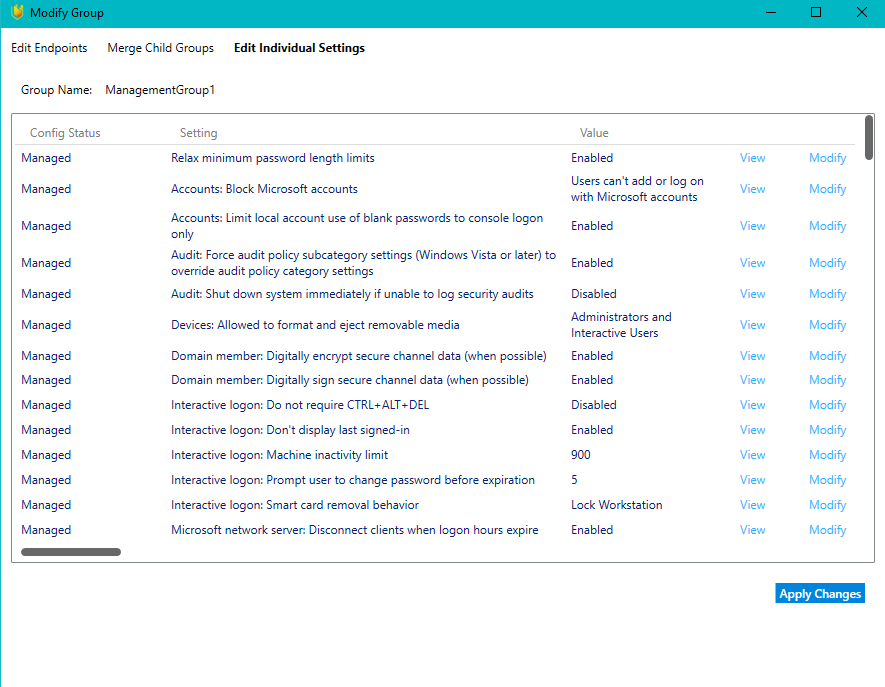 Modify Group
Edit Endpoints Merge Child Groups Edit Individual Settings
Group Name: ManagementGroup1
Config Status Setting Value
Managed Relax minimum password length limits Enabled View Modify
Managed Accounts: Block Microsoft accounts Users can't add or log on with Microsoft accounts View Modify
Managed Accounts: Limit local account use of blank passwords to console logon only Enabled View Modify
Managed Audit: Force audit policy subcategory settings (Windows Vista or later) to override audit policy category settings Enabled View Modify
Managed Audit: Shut down system immediately if unable to log security audits Disabled View Modify
Managed Devices: Allowed to format and eject removable media Administrators and Interactive Users View Modify
Managed Domain member: Digitally encrypt secure channel data (when possible) Enabled View Modify
Managed Domain member: Digitally sign secure channel data (when possible) Enabled View Modify
Managed Interactive logon: Do not require CTRL+ALT+DEL Disabled View Modify
Managed Interactive logon: Don't display last signed-in Enabled View Modify
Managed Interactive logon: Machine inactivity limit 900 View Modify
Managed Interactive logon: Prompt user to change password before expiration 5 View Modify
Managed Interactive logon: Smart card removal behavior Lock Workstation View Modify
Managed Microsoft network server: Disconnect clients when logon hours expire Enabled View Modify
Apply Changes